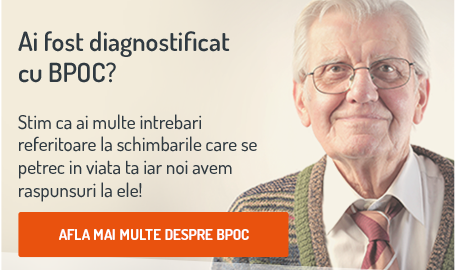 Ai fost diagnostificat
cu BPOC?
Stim ca ai multe intrebari
referitoare la schimbarile care se
petrec in viata ta iar noi avem
raspunsuri la ele!
AFLA MAI MULTE DESPRE BPOC